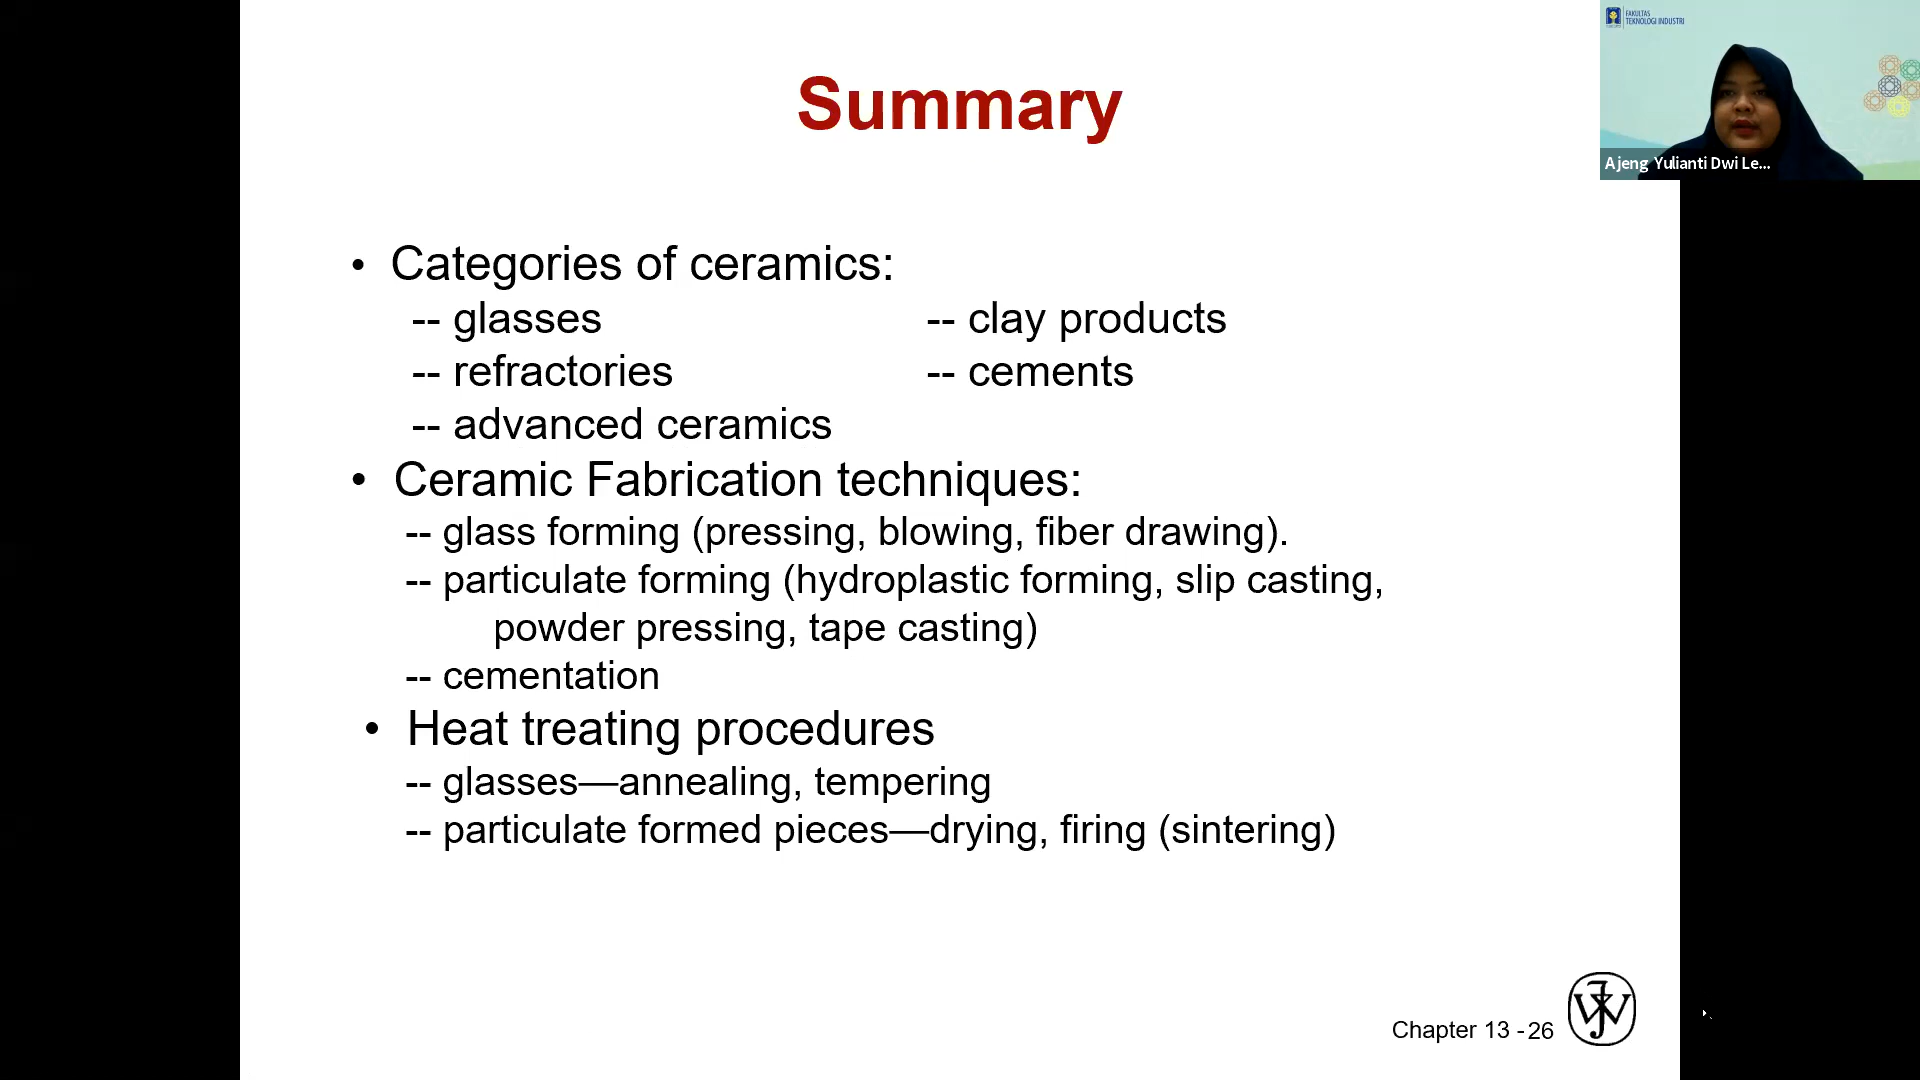 FAKULTAS
TEKNOLOGI INDUSTRI
Ajeng Yulianti Dwi Le...
Summary
• Categories of ceramics:
-- glasses -- clay products
-- refractories -- cements
-- advanced ceramics
• Ceramic Fabrication techniques:
-- glass forming (pressing, blowing, fiber drawing).
-- particulate forming (hydroplastic forming, slip casting,
powder pressing, tape casting)
-- cementation
• Heat treating procedures
-- glasses—annealing, tempering
-- particulate formed pieces—drying, firing (sintering)
Chapter 13 - 26